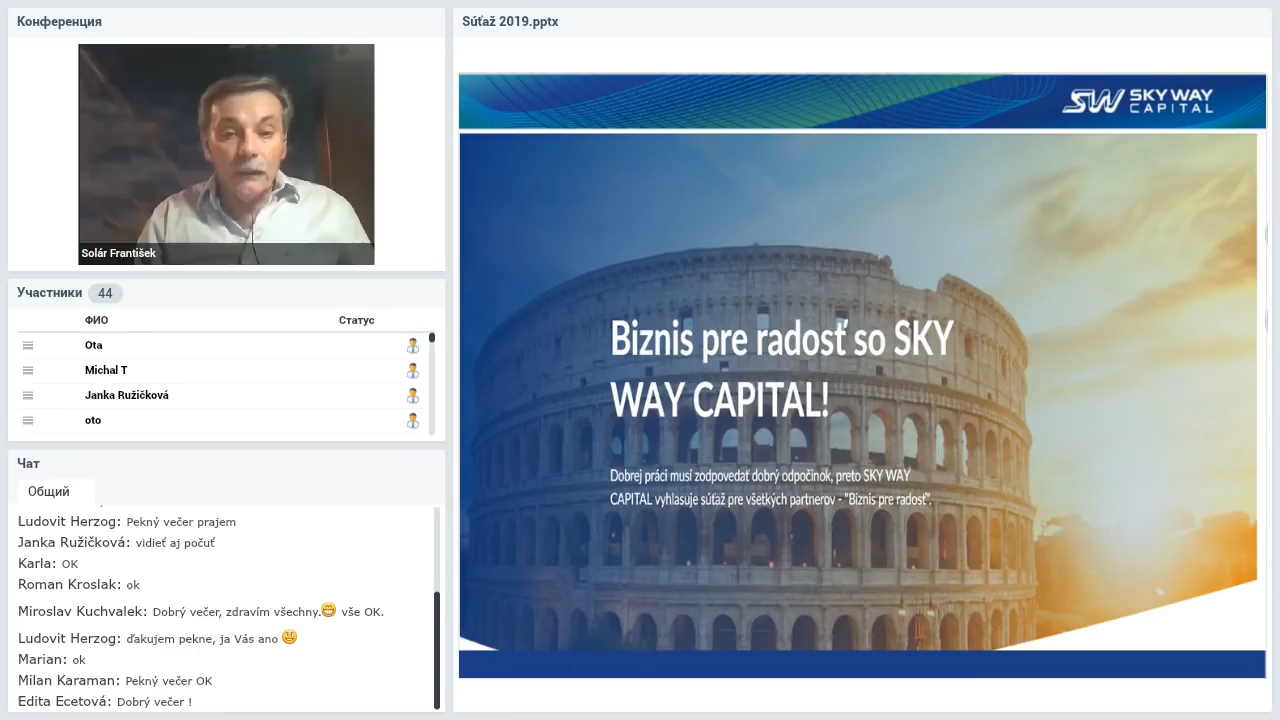 Конференция
Solár František
Участники 44
ФИО Статус
Ota
Michal T
Janka Ružičková
oto
Чат
Общий
Ludovit Herzog: Pekný večer prajem
Janka Ružičková: vidieť aj počuť
Karla: OK
Roman Kroslak: ok
Miroslav Kuchvalek: Dobrý večer, zdravím všechny. vše OK.
Ludovit Herzog: ďakujem pekne, ja Vás ano
Marian: ok
Milan Karaman: Pekný večer OK
Edita Ecetová: Dobrý večer !
Súťaž 2019.pptx
SW SKY WAY
CAPITAL
Biznis pre radosť so SKY
WAY CAPITAL!
Dobrej práci musi zodpovedať dobrý odpočinok, preto SKY WAY
CAPITAL vyhlasuje súťaž pre všetkých partnerov - "Biznis pre radosť".